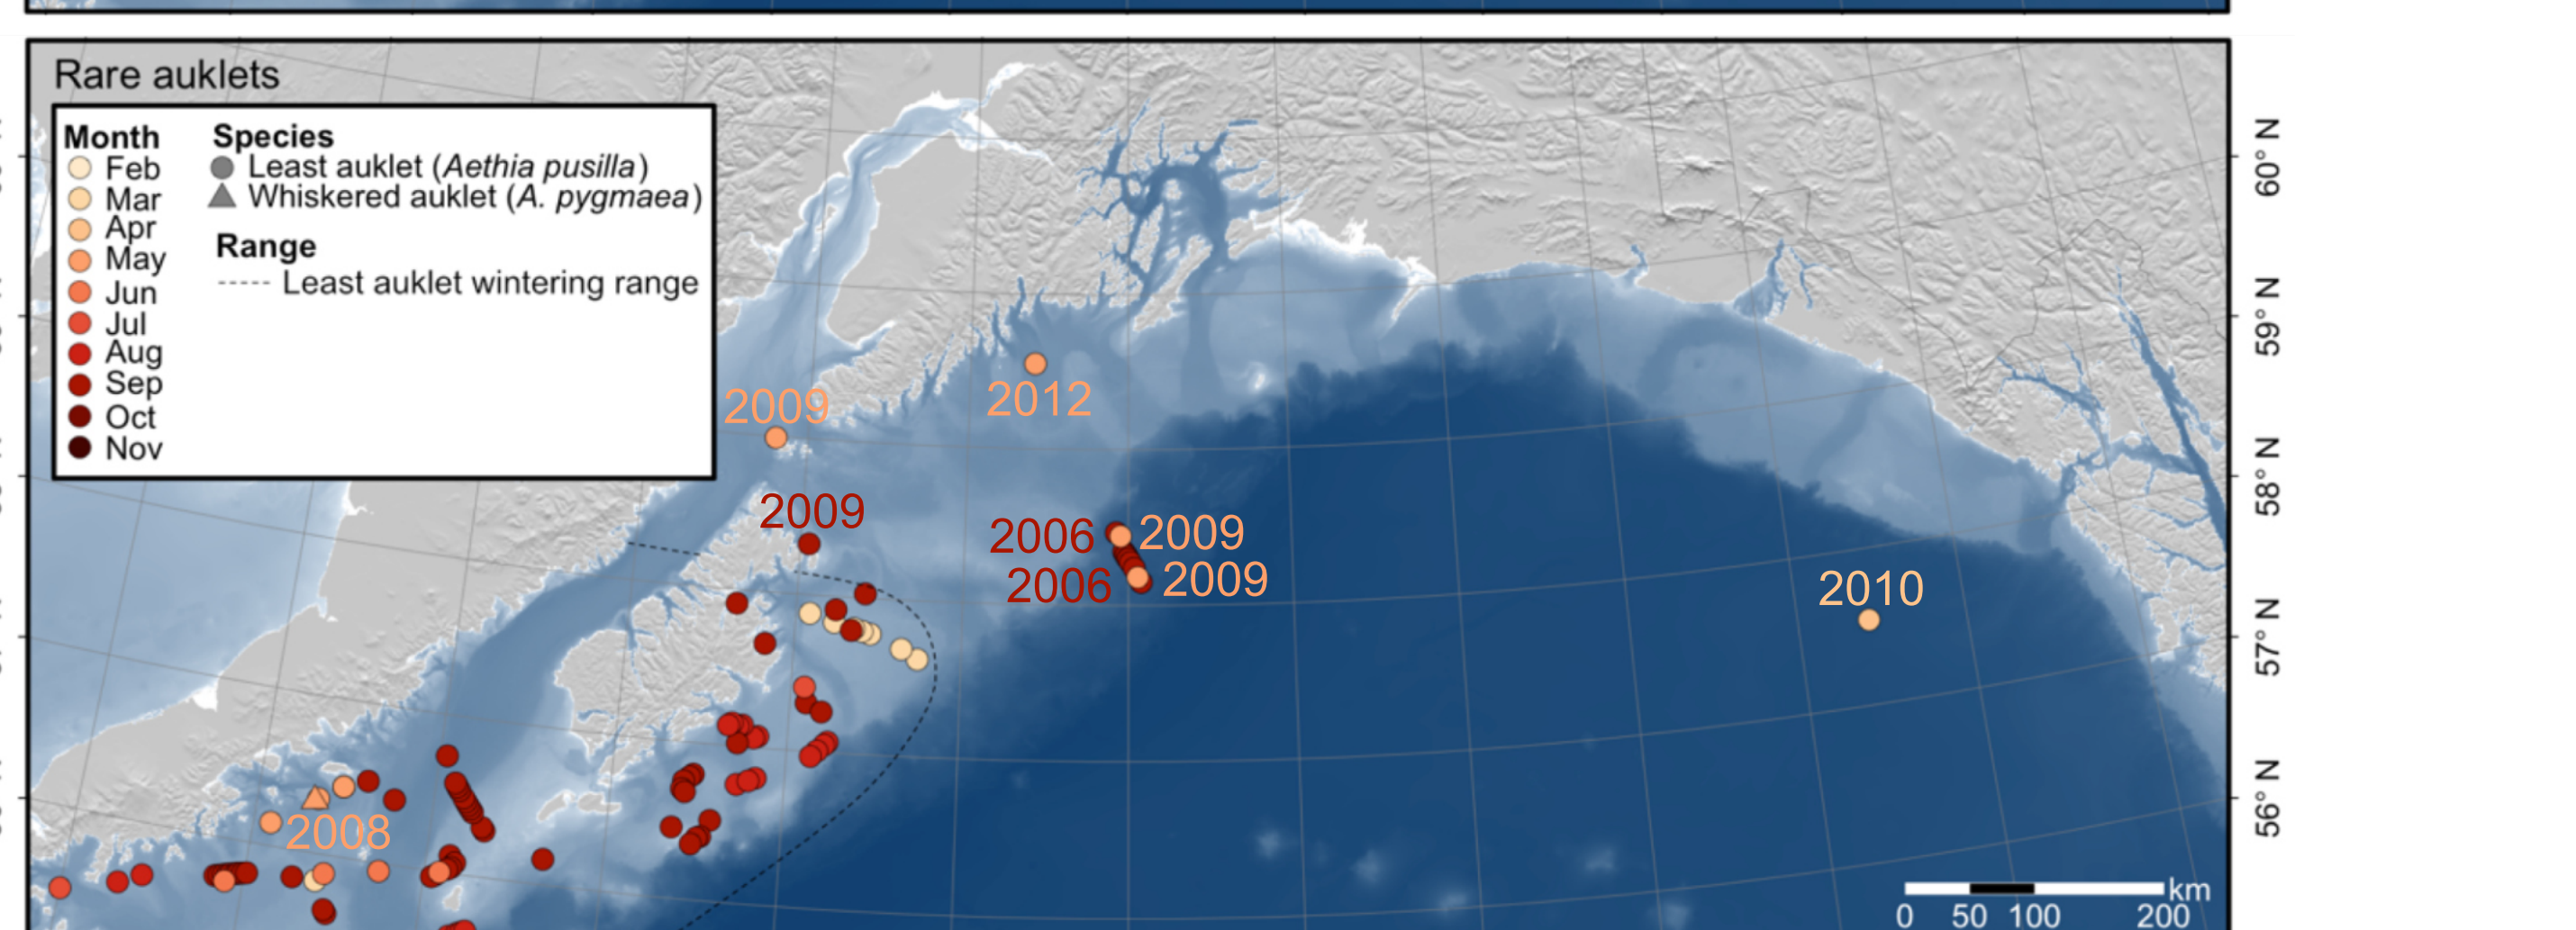 Rare auklets
Month
Feb
Mar
Apr
May
Jun
Jul
Aug
Sep
Oct
Nov
Species
Least auklet (Aethia pusilla)
Whiskered auklet (A. pygmaea)
Range
Least auklet wintering range
2009
2012
2009
2006 2009
2006 2009
2010
2008
60° N
59° N
58° N
57° N
56° N
km
0 50 100 200